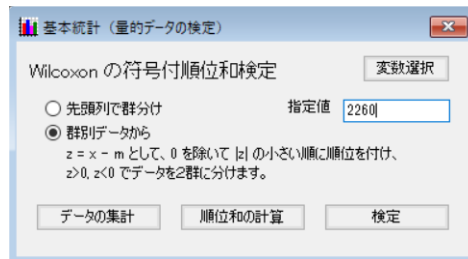 基本統計（量的データの検定）
Wilcoxon の符号付順位和検定
変数選択
先頭列で群分け
指定値 2260
群別データから
z = x - m として、0 を除いて |z| の小さい順に順位を付け、
z>0, z<0 でデータを2群に分けます。
データの集計
順位和の計算
検定